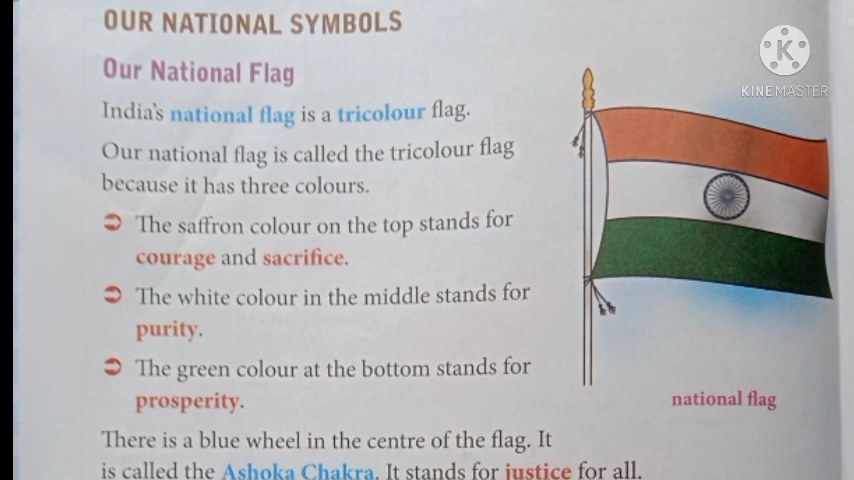 OUR NATIONAL SYMBOLS
Our National Flag
India's national flag is a tricolour flag.
Our national flag is called the tricolour flag
because it has three colours.
The saffron colour on the top stands for
courage and sacrifice.
The white colour in the middle stands for
purity.
The green colour at the bottom stands for
prosperity.
There is a blue wheel in the centre of the flag. It
is called the Ashoka Chakra. It stands for justice for all.
national flag
K
KINEMASTER